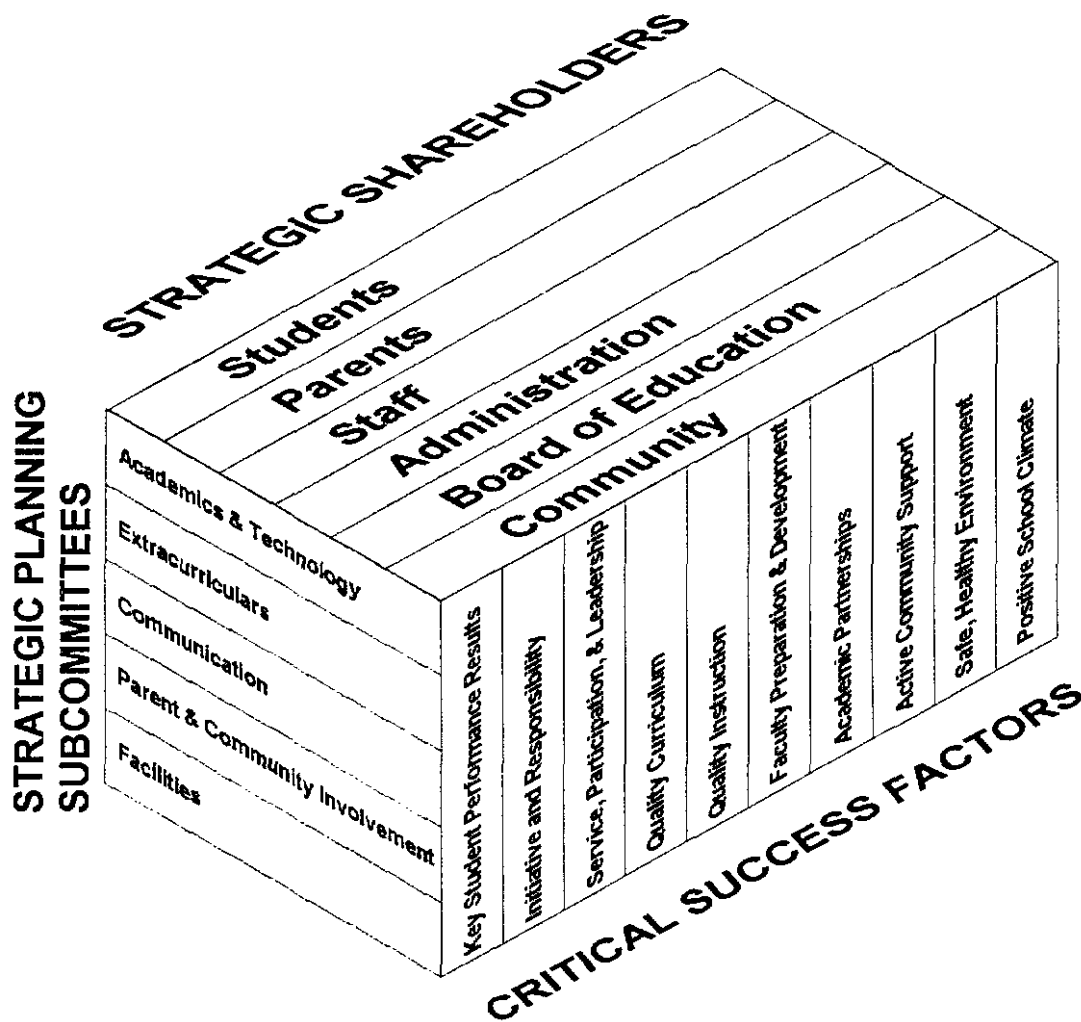 STRATEGIC SHAREHOLDERS
Students
Parents
Staff
Administration
Board of Education
Community
STRATEGIC PLANNING
SUBCOMMITTEES
Academics & Technology
Extracurriculars
Communication
Parent & Community Involvement
Facilities
Key Student Performance Results
Initiative and Responsibility
Service, Participation, & Leadership
Quality Curriculum
Quality Instruction
Faculty Preparation & Development
Academic Partnerships
Active Community Support
Safe, Healthy Environment
Positive School Climate
CRITICAL SUCCESS FACTORS